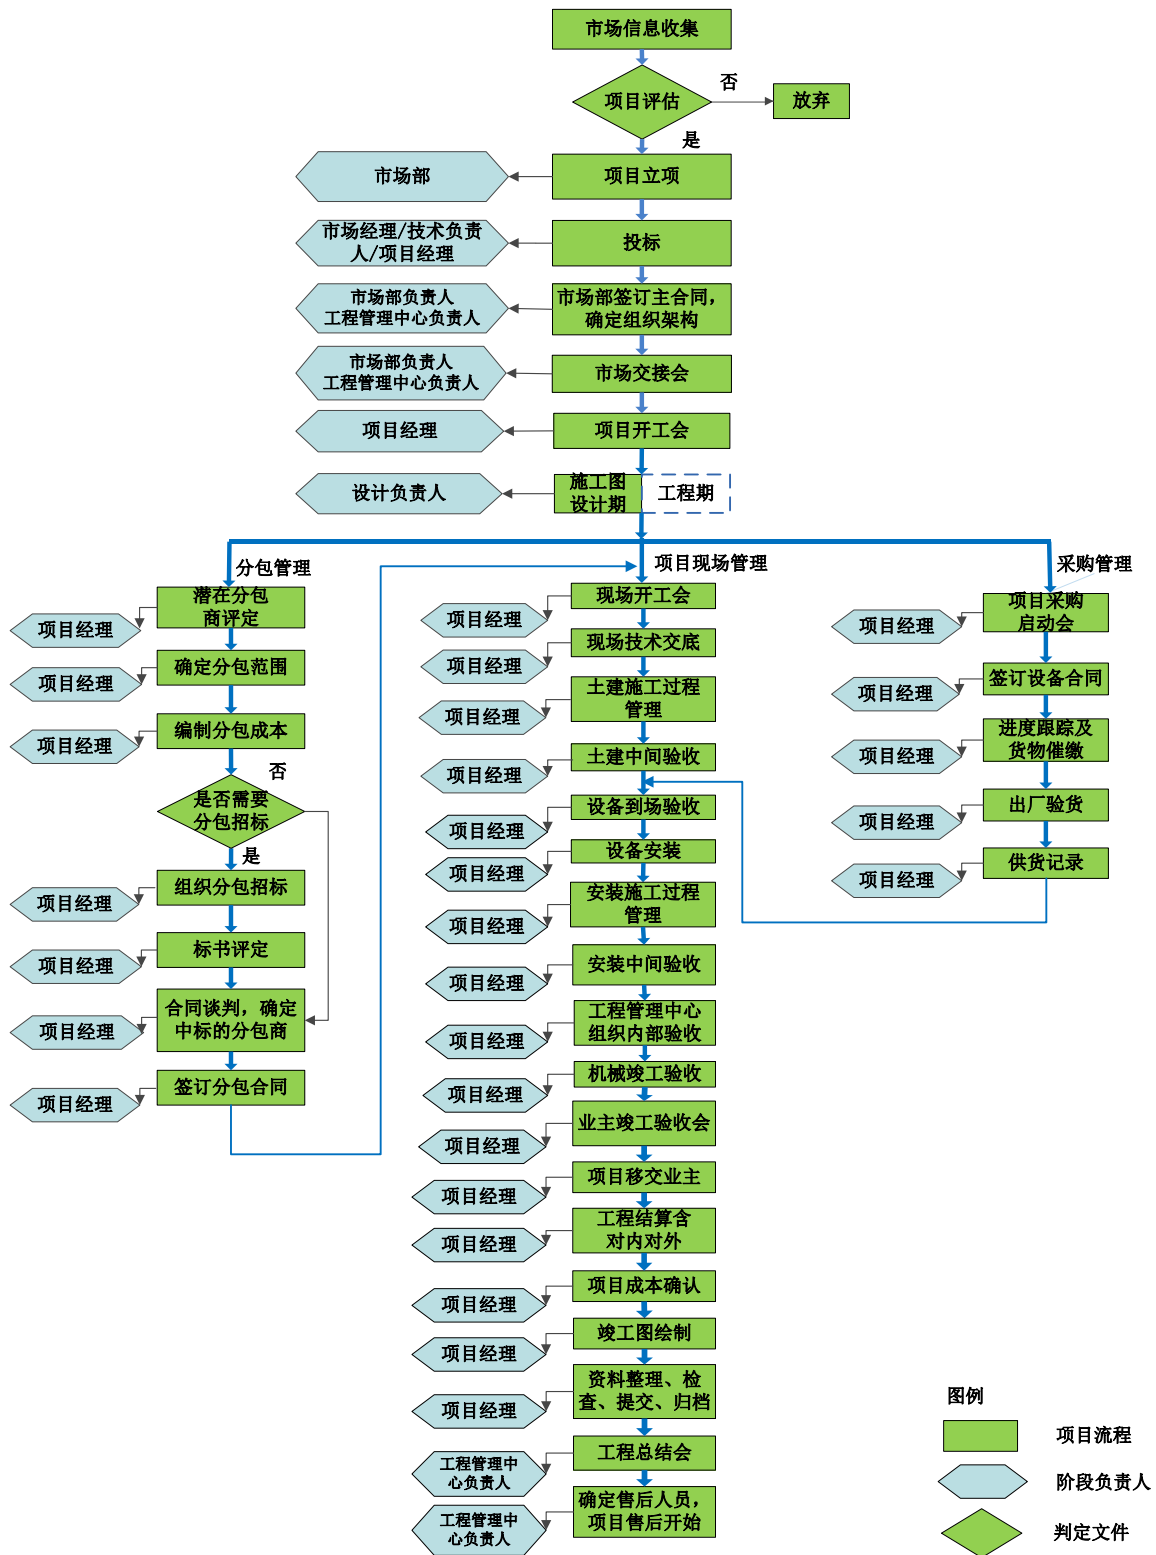 市场信息收集
项目评估
否
放弃
是
市场部
项目立项
市场经理/技术负责
人/项目经理
投标
市场部负责人
工程管理中心负责人
市场部签订主合同，
确定组织架构
市场部负责人
工程管理中心负责人
市场交接会
项目经理
项目开工会
设计负责人
施工图
设计期
工程期
分包管理
潜在分包
商评定
项目经理
确定分包范围
项目经理
编制分包成本
项目经理
否
是否需要
分包招标
是
组织分包招标
项目经理
标书评定
项目经理
合同谈判，确定
中标的分包商
项目经理
签订分包合同
项目经理
项目现场管理
现场开工会
项目经理
现场技术交底
项目经理
土建施工过程
管理
项目经理
土建中间验收
项目经理
设备到场验收
项目经理
设备安装
项目经理
安装施工过程
管理
项目经理
安装中间验收
项目经理
工程管理中心
组织内部验收
项目经理
机械竣工验收
项目经理
业主竣工验收会
项目经理
项目移交业主
项目经理
工程结算含
对内对外
项目经理
项目成本确认
项目经理
竣工图绘制
项目经理
资料整理、检
查、提交、归档
项目经理
工程总结会
工程管理中
心负责人
确定售后人员，
项目售后开始
工程管理中
心负责人
采购管理
项目采购
启动会
项目经理
签订设备合同
项目经理
进度跟踪及
货物催缴
项目经理
出厂验货
项目经理
供货记录
项目经理
图例
项目流程
阶段负责人
判定文件